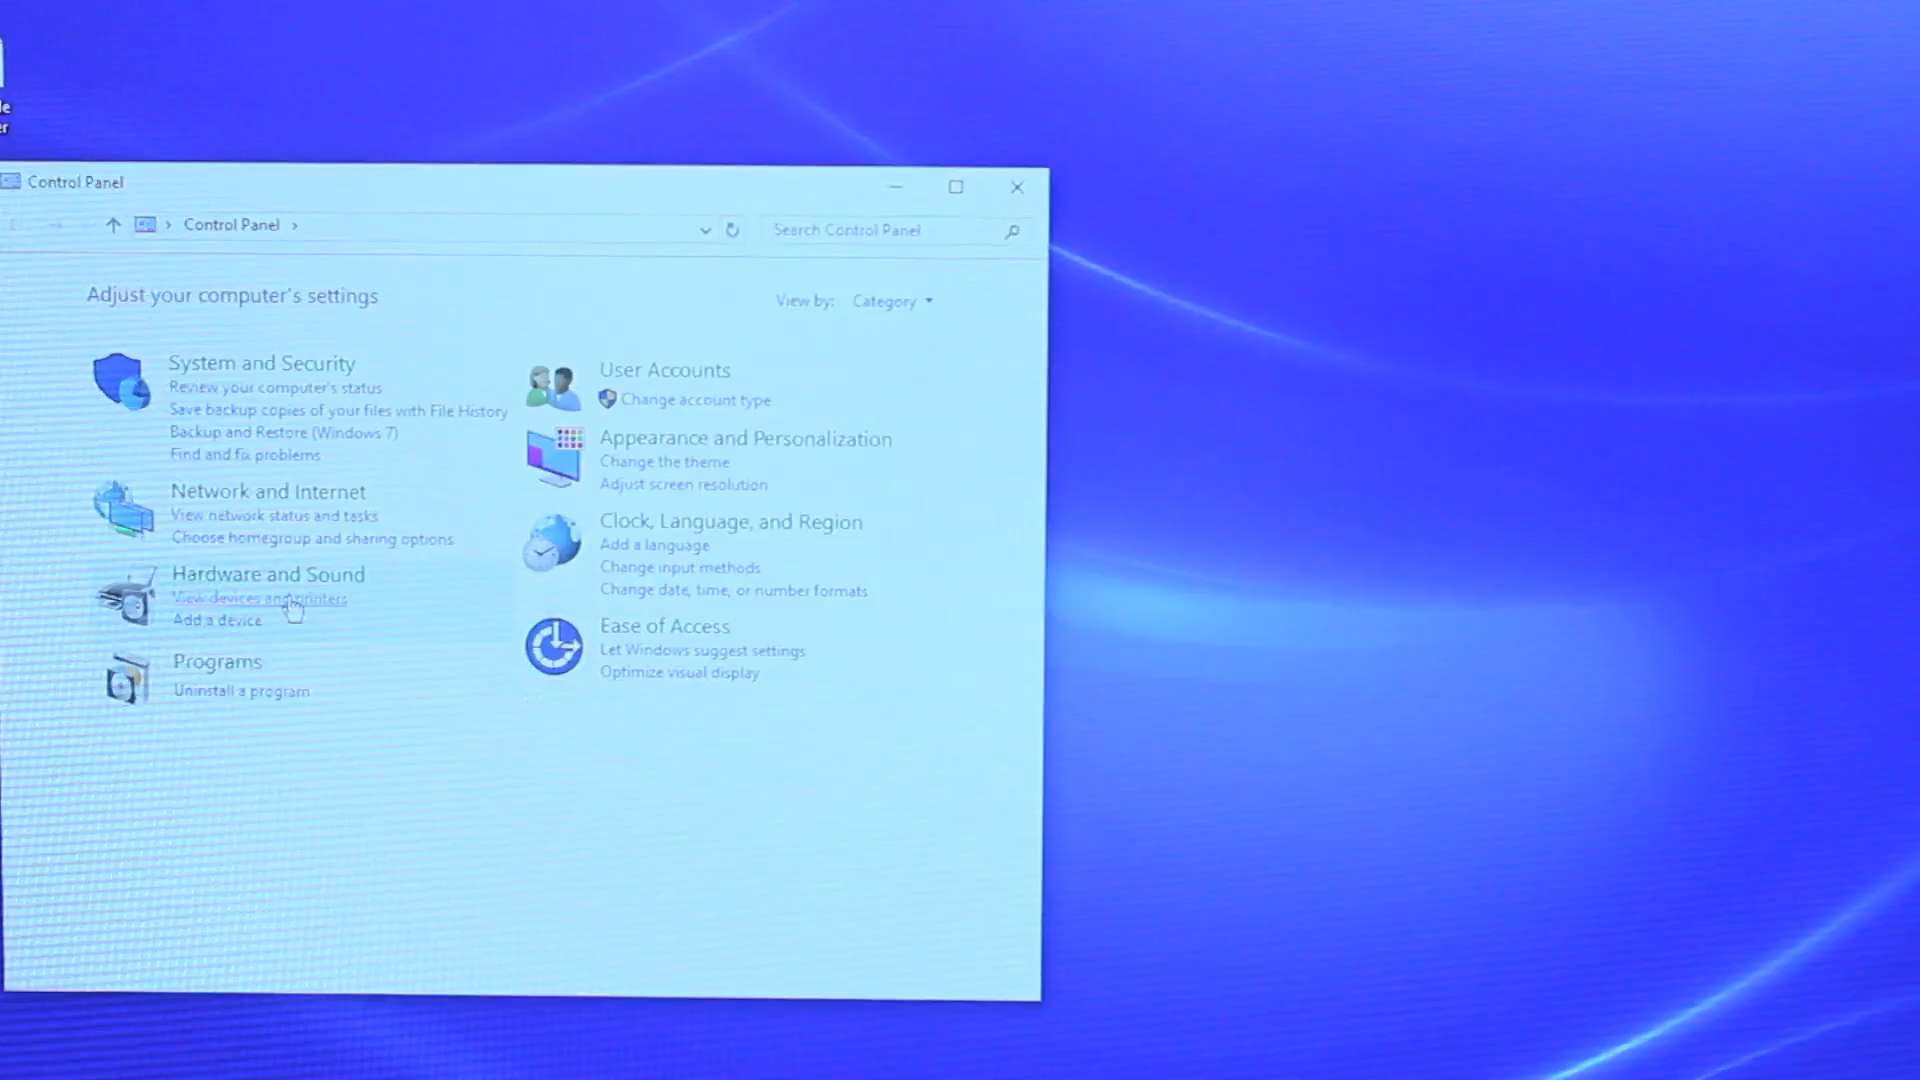 Control Panel
Control Panel
Search Control Panel
Adjust your computer's settings
View by: Category
System and Security
Review your computer's status
Save backup copies of your files with File History
Backup and Restore (Windows 7)
Find and fix problems
Network and Internet
View network status and tasks
Choose homegroup and sharing options
Hardware and Sound
View devices and printers
Add a device
Programs
Uninstall a program
User Accounts
Change account type
Appearance and Personalization
Change the theme
Adjust screen resolution
Clock, Language, and Region
Add a language
Change input methods
Change date, time, or number formats
Ease of Access
Let Windows suggest settings
Optimize visual display